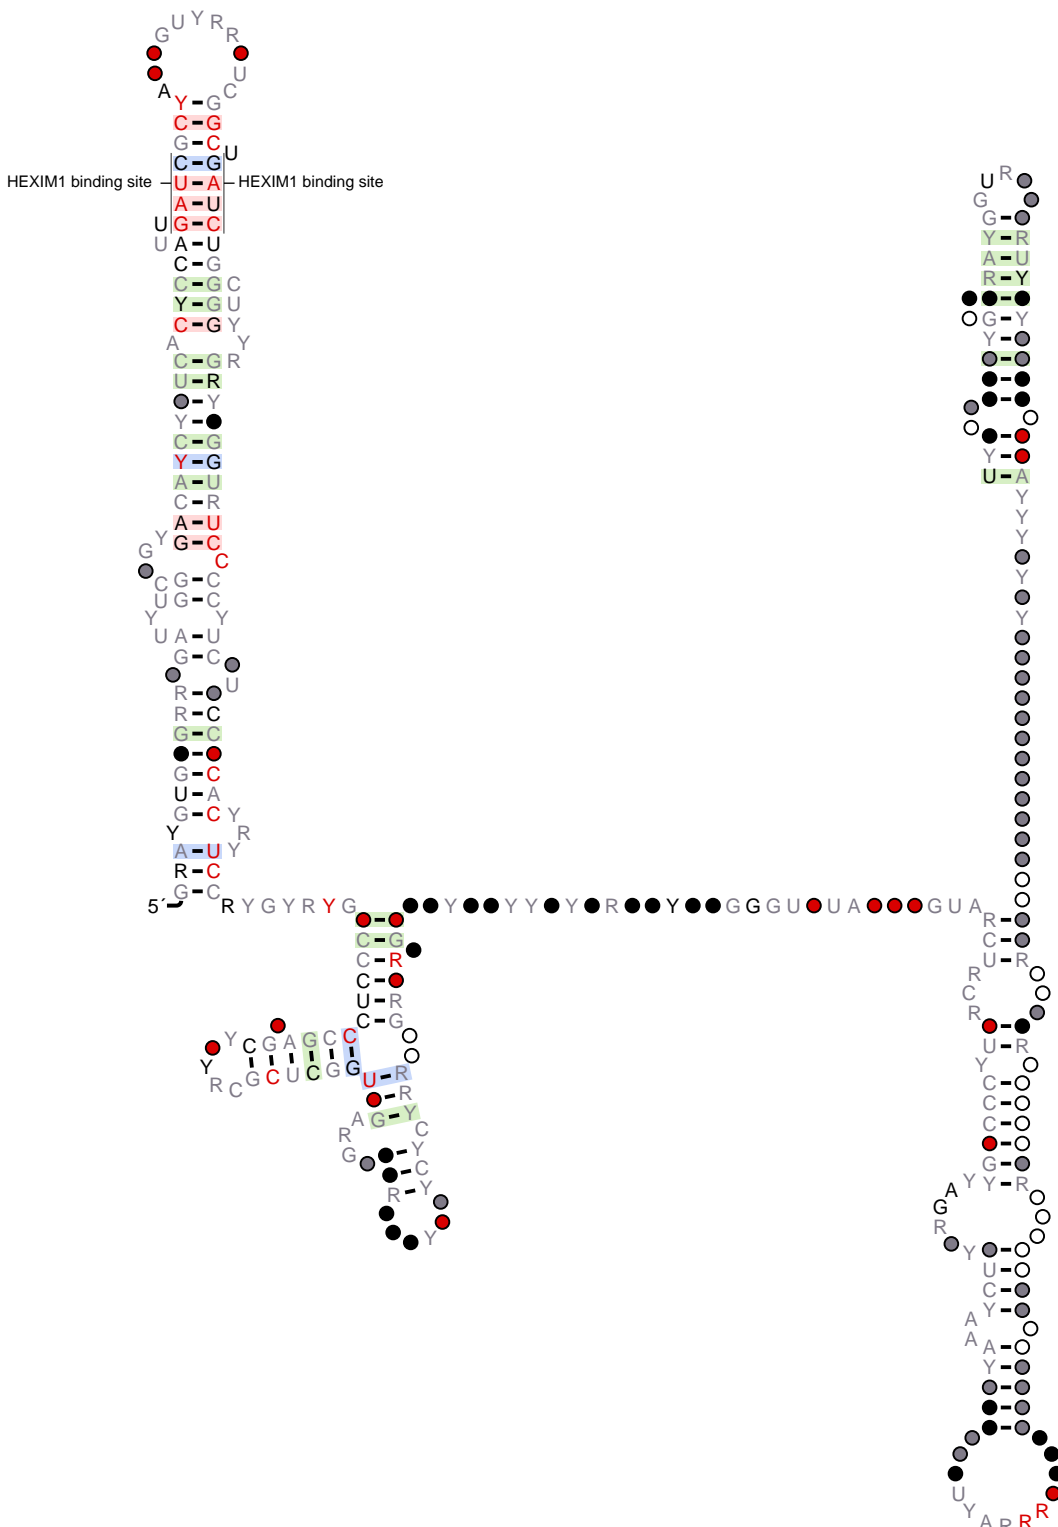 G U Y R R
U
A C
Y G
C G
G C U
C G
HEXIM1 binding site U A HEXIM1 binding site
A U
U G C
U A U
C G
C G C
Y G U
C G Y
A Y
C G R
U R
Y
Y
C G
Y G
A U
C R
A U
Y G C
G C
C G C
U G C
Y Y
U A U
G C
U
R
R C
G C
G C
U A
G C Y
Y R
A U Y
R C
G C
5´ R Y G Y R Y G Y Y Y Y R Y G G G U U A G U A
C G
C R
C
U R
C G
Y C G A G C C
Y R C G C U C G G
U R
R
A G Y
R C
G Y
C
R Y
Y
U R
G
G
Y R
A U
R Y
G Y
Y
Y
U A
Y
Y
Y
Y
Y
R
C
U R
R
C
R
U R
Y
C
C
G
A Y Y R
G
R
Y
U
C
Y
A
A A
Y
U
Y A R R R